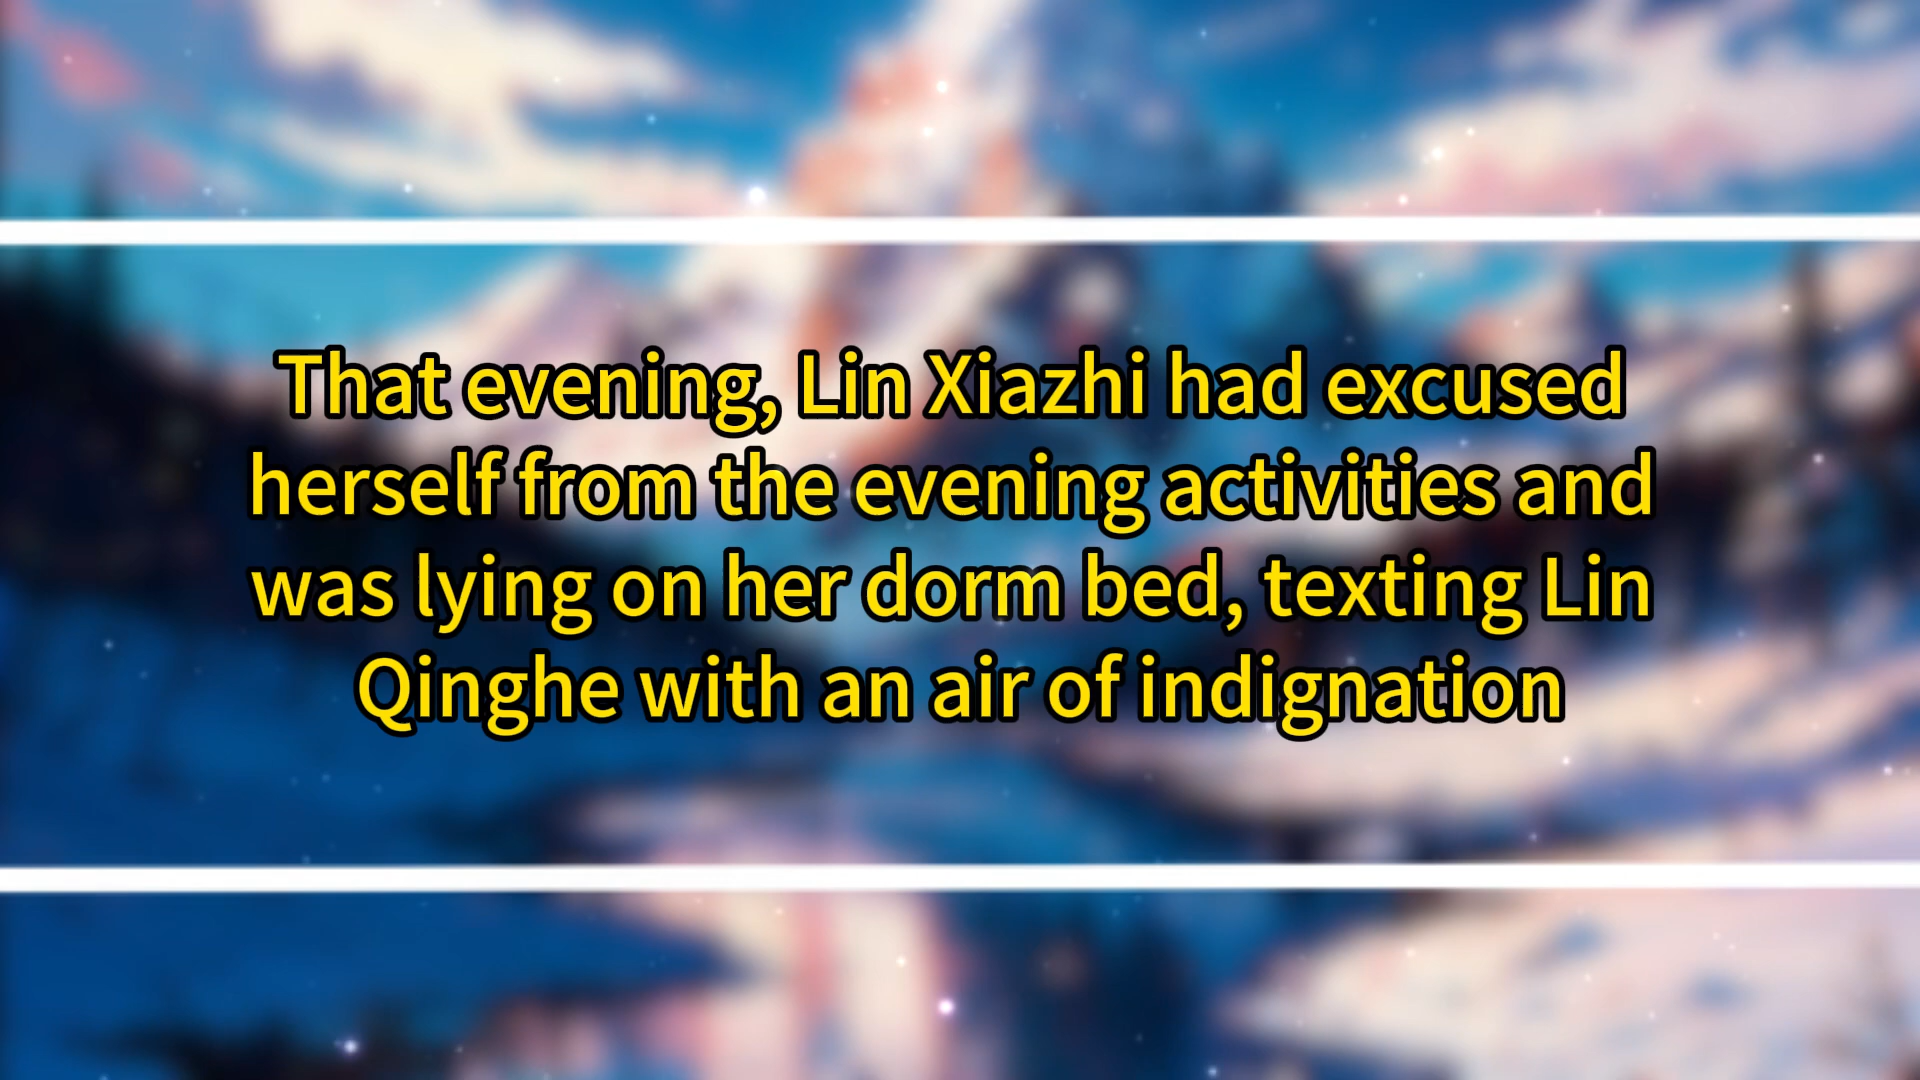 That evening, Lin Xiazhi had excused
herself from the evening activities and
was lying on her dorm bed, texting Lin
Qinghe with an air of indignation